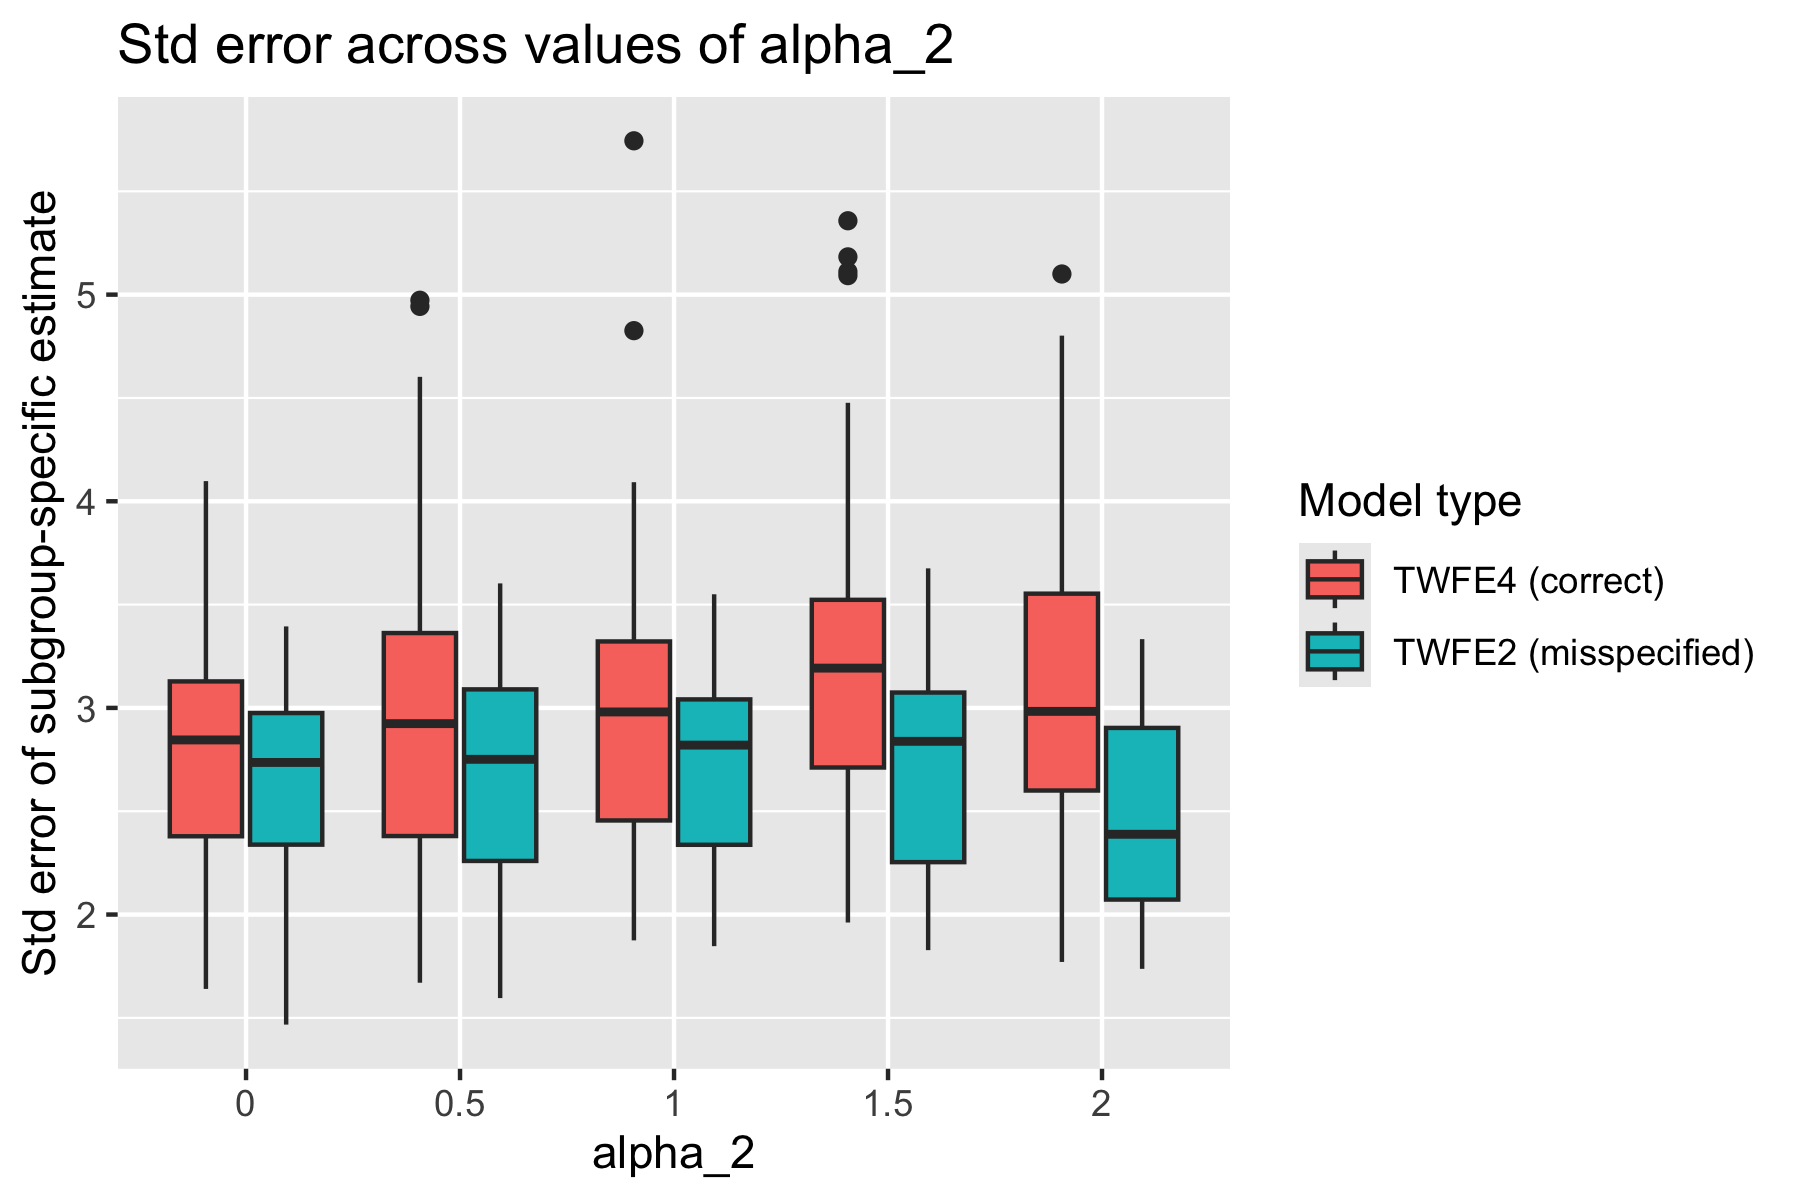 Std error across values of alpha_2
Std error of subgroup-specific estimate
5
4
3
2
0 0.5 1 1.5 2
alpha_2
Model type
TWFE4 (correct)
TWFE2 (misspecified)